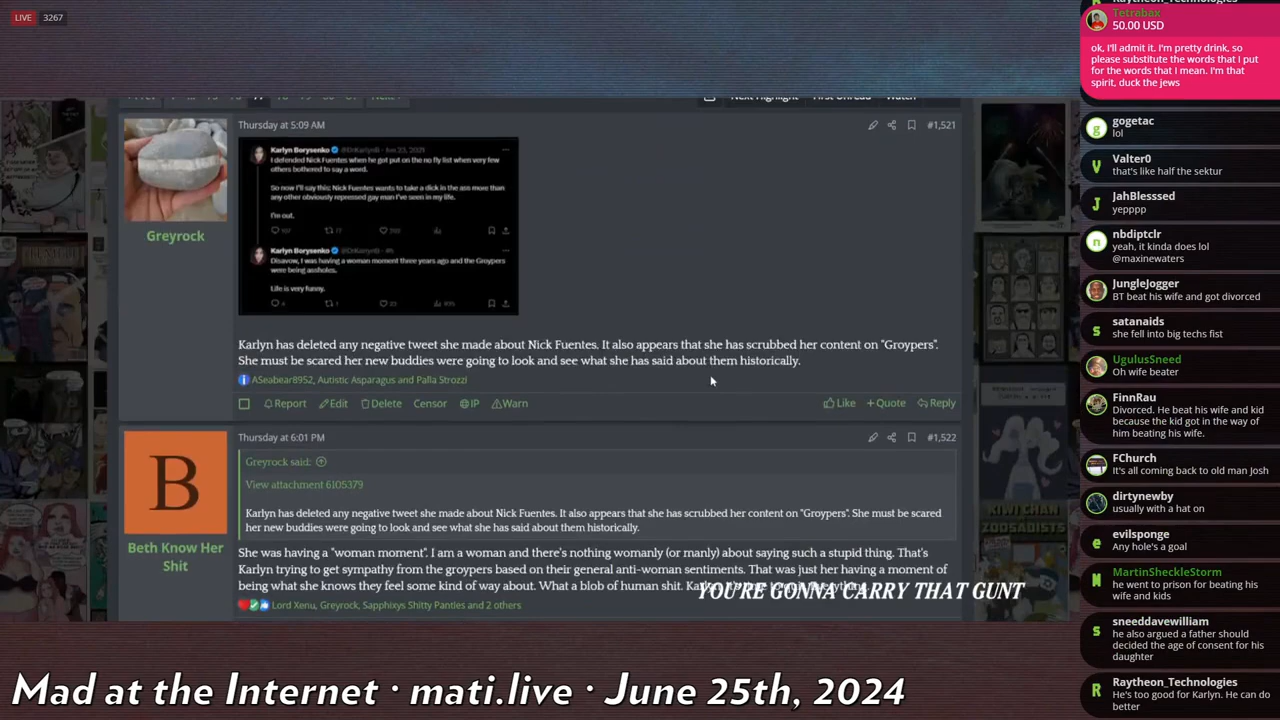 LIVE 3267
Next Highlight First Unread Watch
Thursday at 5:09 AM
#1,521
Karlyn Borysenko @DrKarlynB · Jun 23, 2021
I defended Nick Fuentes when he got put on the no fly list when very few
others bothered to say a word.
So now I'll say this: Nick Fuentes wants to take a dick in the ass more than
any other obviously repressed gay man I've seen in my life.
I'm out.
Karlyn Borysenko
Disavow, I was having a woman moment three years ago and the Groypers
were being assholes.
Life is very funny.
Greyrock
Karlyn has deleted any negative tweet she made about Nick Fuentes. It also appears that she has scrubbed her content on "Groypers".
She must be scared her new buddies were going to look and see what she has said about them historically.
ASeabear8952, Autistic Asparagus and Palla Strozzi
Report Edit Delete Censor IP Warn
Like +Quote Reply
Thursday at 6:01 PM
#1,522
B
Beth Know Her
Shit
Greyrock said:
View attachment 6105379
Karlyn has deleted any negative tweet she made about Nick Fuentes. It also appears that she has scrubbed her content on "Groypers". She must be scared
her new buddies were going to look and see what she has said about them historically.
She was having a "woman moment". I am a woman and there's nothing womanly (or manly) about saying such a stupid thing. That's
Karlyn trying to get sympathy from the groypers based on their general anti-woman sentiments. That was just her having a moment of
being what she knows they feel some kind of way about. What a blob of human shit.
YOU'RE GONNA CARRY THAT GUNT
Lord Xenu, Greyrock, Sapphixys Shitty Panties and 2 others
KIWI CHAN
ZOOSADISTS
Mad at the Internet · mati.live · June 25th, 2024
Raytheon_Technologies
Tetrabax
50.00 USD
ok, I'll admit it. I'm pretty drink, so
please substitute the words that I put
for the words that I mean. I'm that
spirit, duck the jews
gogetac
lol
Valter0
that's like half the sektur
JahBlesssed
yepppp
nbdiptclr
yeah, it kinda does lol
@maxinewaters
JungleJogger
BT beat his wife and got divorced
satanaids
she fell into big techs fist
UgulusSneed
Oh wife beater
FinnRau
Divorced. He beat his wife and kid
because the kid got in the way of
him beating his wife.
FChurch
It's all coming back to old man Josh
dirtynewby
usually with a hat on
evilsponge
Any hole's a goal
MartinSheckleStorm
he went to prison for beating his
wife and kids
sneeddavewilliam
he also argued a father should
decided the age of consent for his
daughter
Raytheon_Technologies
He's too good for Karlyn. He can do
better